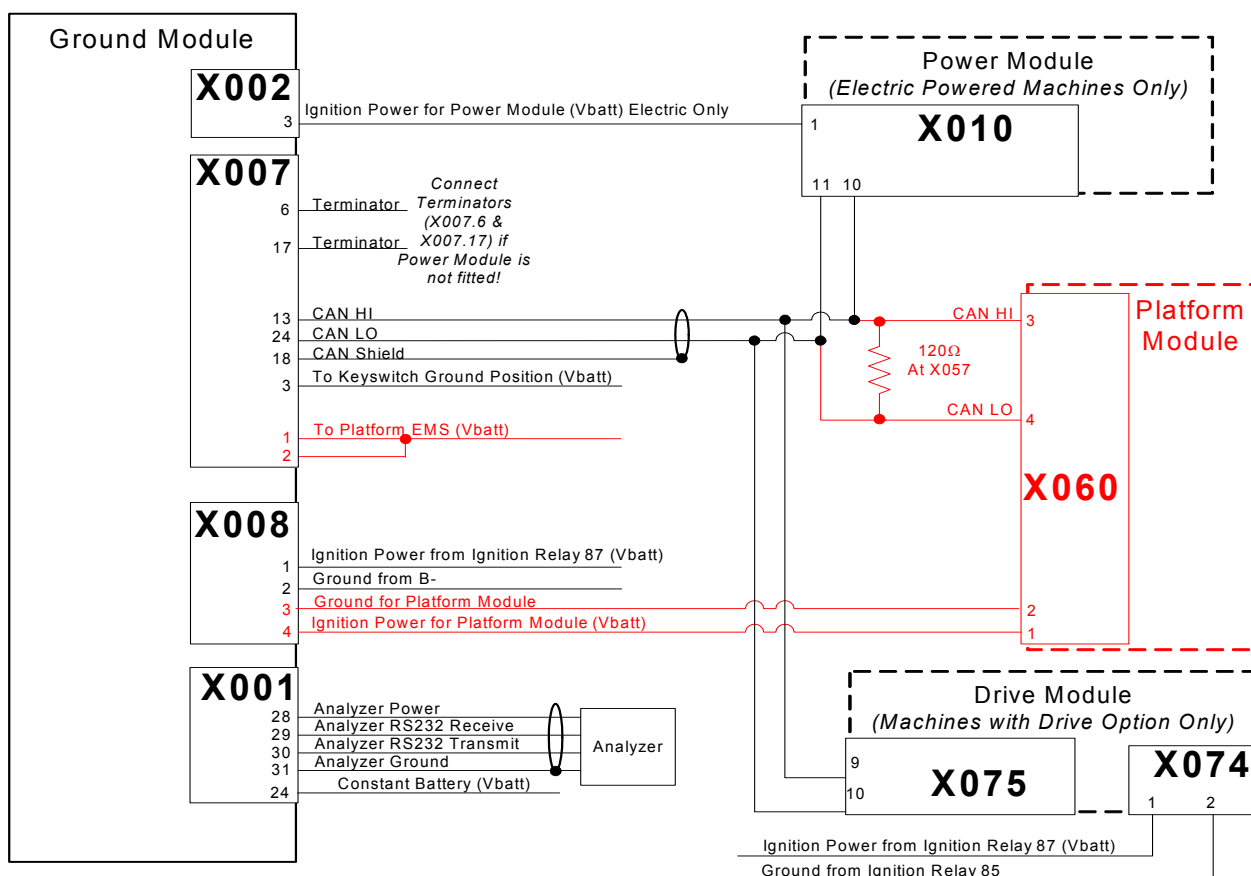 Ground Module
X002
3
Ignition Power for Power Module (Vbatt) Electric Only
Power Module
(Electric Powered Machines Only)
1
X010
11 10
X007
6 Terminator
17 Terminator
Connect
Terminators
(X007.6 &
X007.17) if
Power Module is
not fitted!
13 CAN HI
24 CAN LO
18 CAN Shield
3 To Keyswitch Ground Position (Vbatt)
1 To Platform EMS (Vbatt)
2
CAN HI 3
120Ω
At X057
CAN LO 4
Platform
Module
X060
2
1
X008
1 Ignition Power from Ignition Relay 87 (Vbatt)
2 Ground from B-
3 Ground for Platform Module
4 Ignition Power for Platform Module (Vbatt)
X001
28 Analyzer Power
29 Analyzer RS232 Receive
30 Analyzer RS232 Transmit
31 Analyzer Ground
24 Constant Battery (Vbatt)
Analyzer
Drive Module
(Machines with Drive Option Only)
9
10
X075
X074
1 2
Ignition Power from Ignition Relay 87 (Vbatt)
Ground from Ignition Relay 85